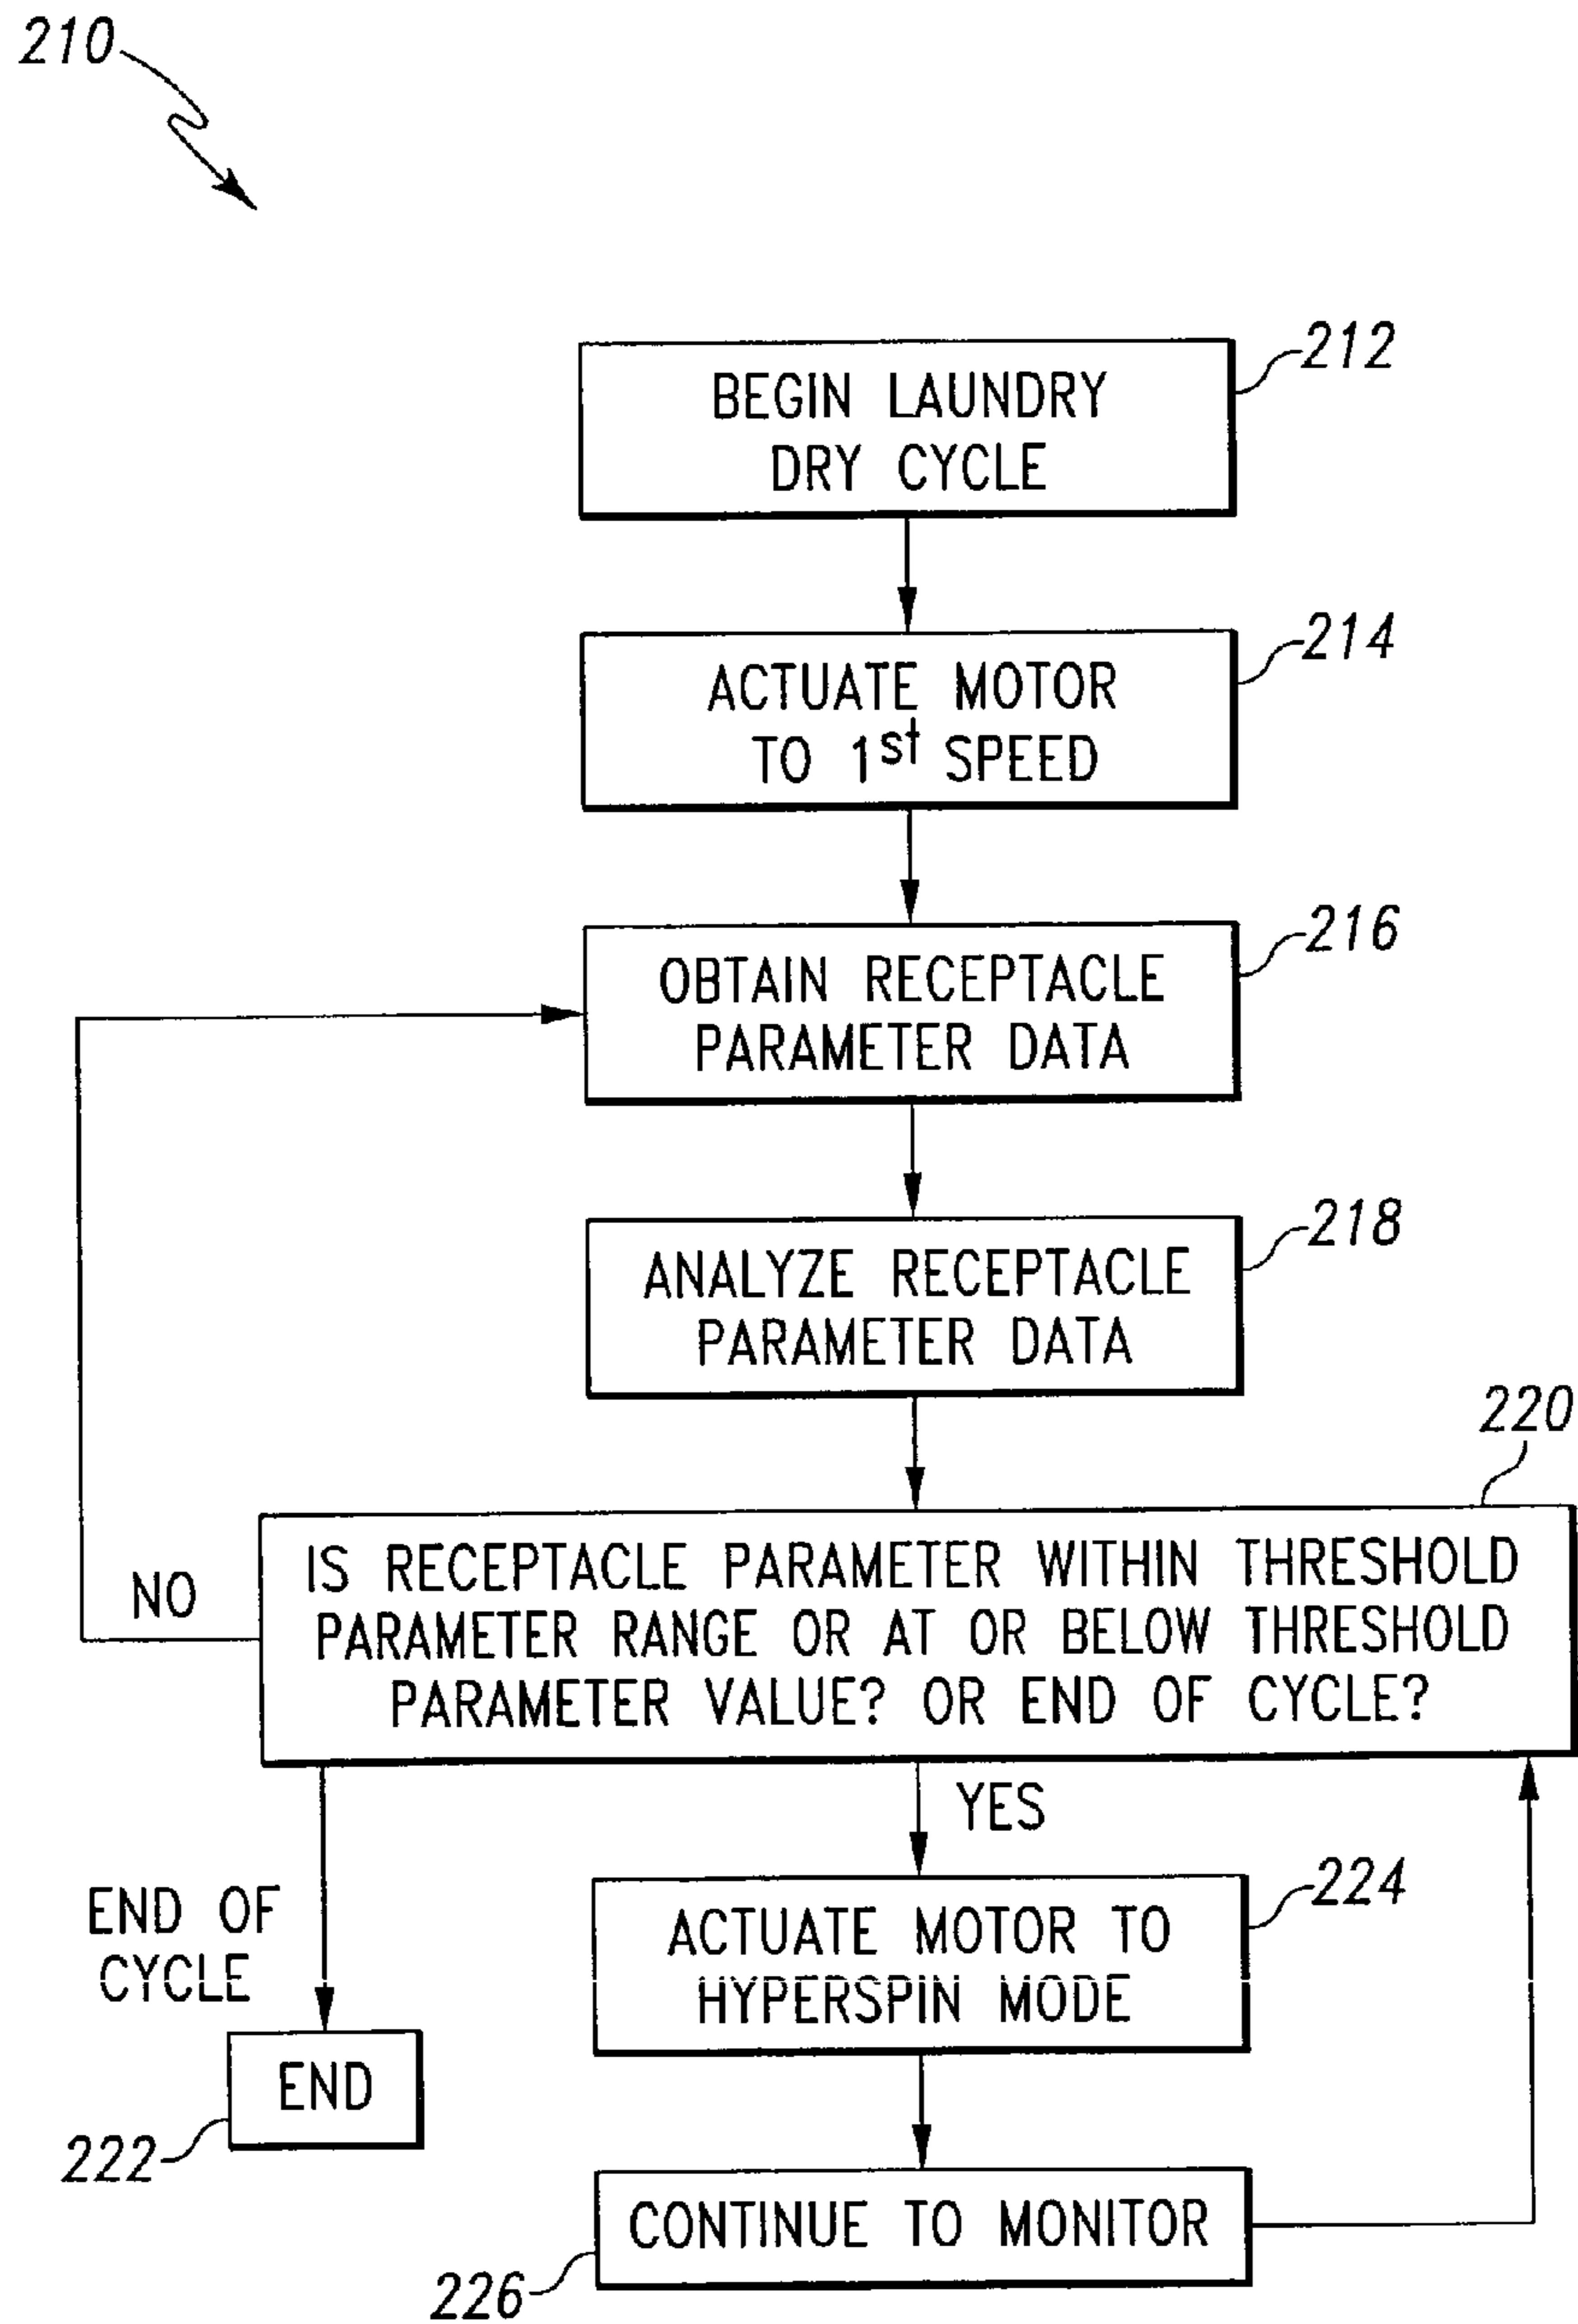 210
212
BEGIN LAUNDRY
DRY CYCLE
214
ACTUATE MOTOR
TO 1st SPEED
216
OBTAIN RECEPTACLE
PARAMETER DATA
218
ANALYZE RECEPTACLE
PARAMETER DATA
220
IS RECEPTACLE PARAMETER WITHIN THRESHOLD
PARAMETER RANGE OR AT OR BELOW THRESHOLD
PARAMETER VALUE? OR END OF CYCLE?
NO
YES
END OF
CYCLE
224
ACTUATE MOTOR TO
HYPERSPIN MODE
END
222
CONTINUE TO MONITOR
226